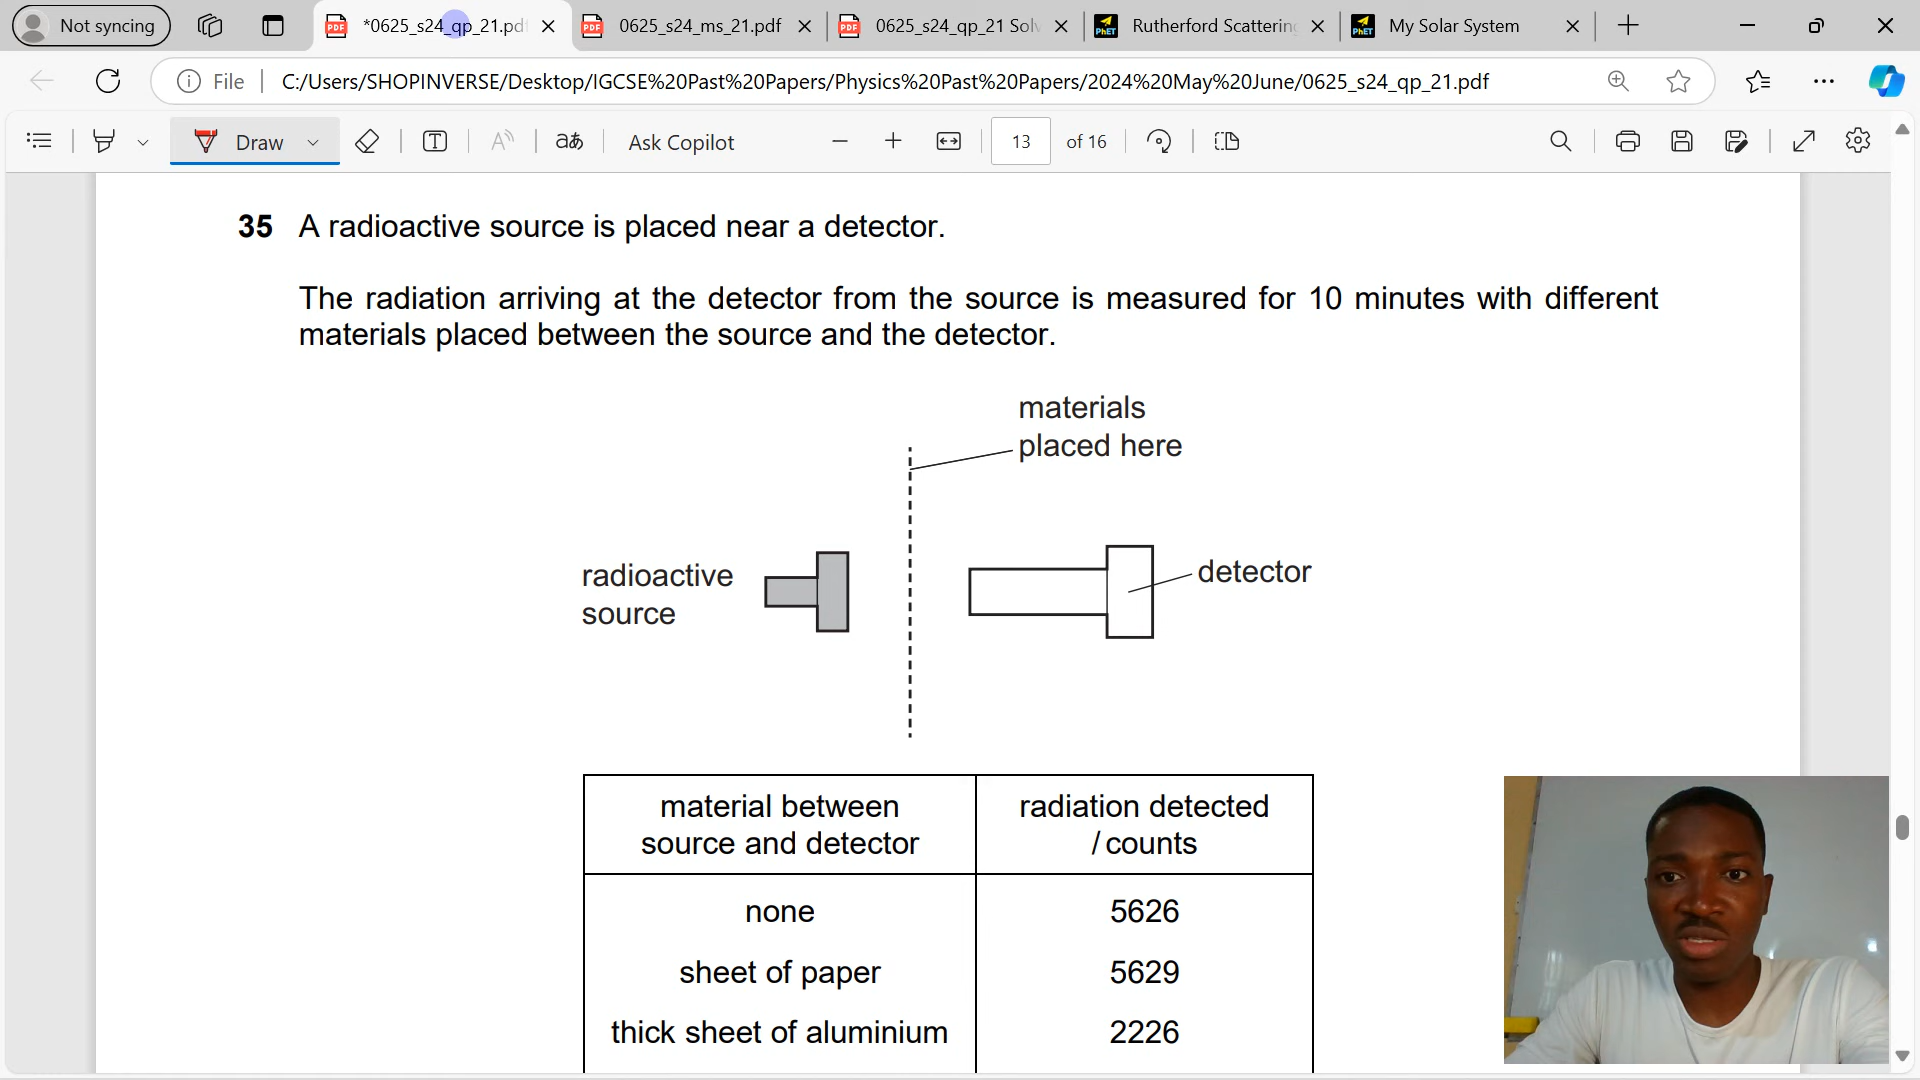 Not syncing
*0625_s24_qp_21.pdf
0625_s24_ms_21.pdf
0625_s24_qp_21 Solv
Rutherford Scattering
My Solar System
File
C:/Users/SHOPINVERSE/Desktop/IGCSE%20Past%20Papers/Physics%20Past%20Papers/2024%20May%20June/0625_s24_qp_21.pdf
Draw
aあ
Ask Copilot
13 of 16
35 A radioactive source is placed near a detector.
The radiation arriving at the detector from the source is measured for 10 minutes with different
materials placed between the source and the detector.
materials
placed here
radioactive
source
detector
material between
source and detector
radiation detected
/ counts
none 5626
sheet of paper 5629
thick sheet of aluminium 2226